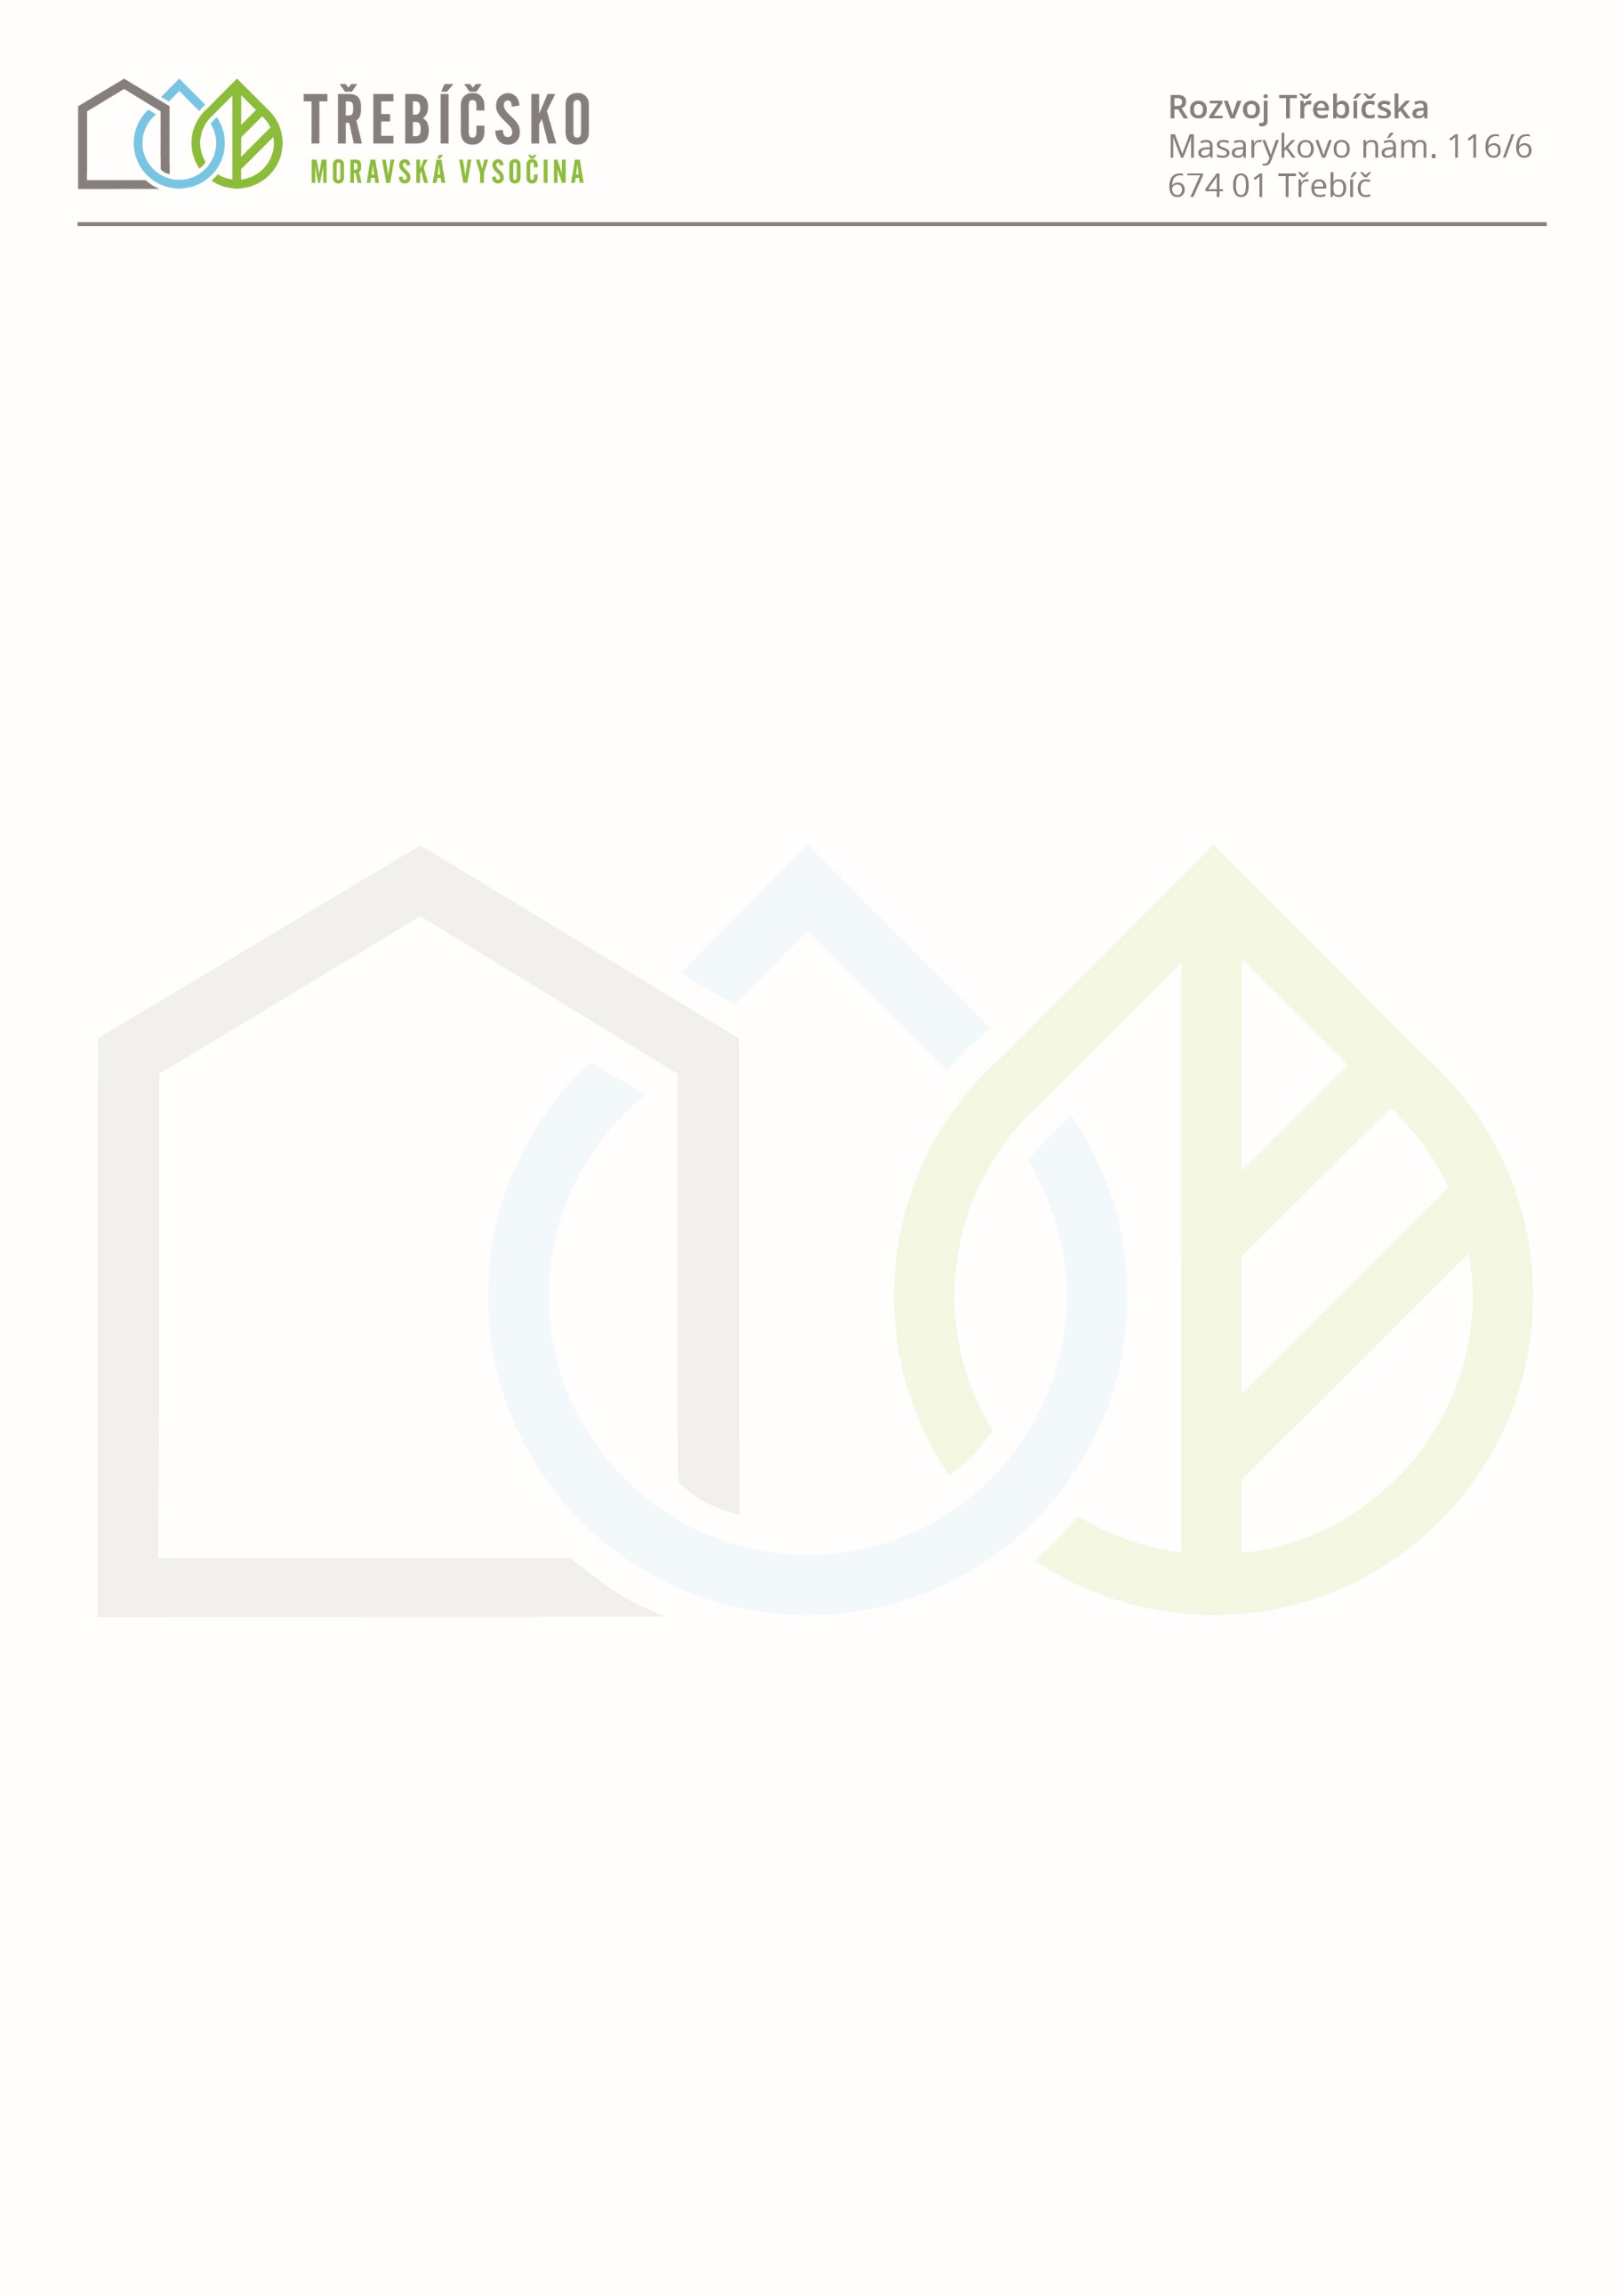 TŘEBÍČSKO
MORAVSKÁ VYSOČINA
Rozvoj Třebíčska
Masarykovo nám. 116/6
674 01 Třebíč